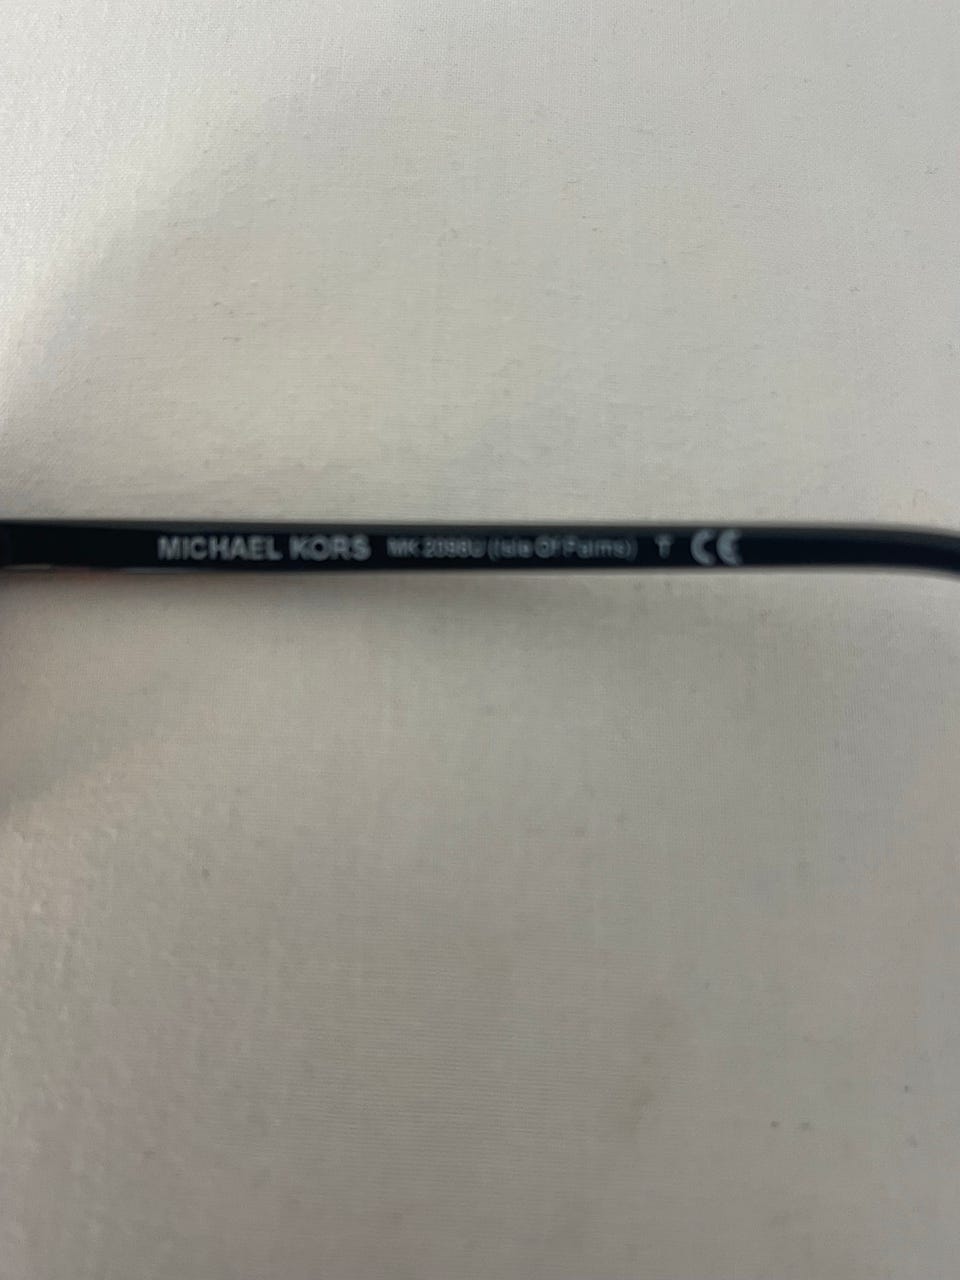 MICHAEL KORS MK 2098U (Isle Of Palms) T CE